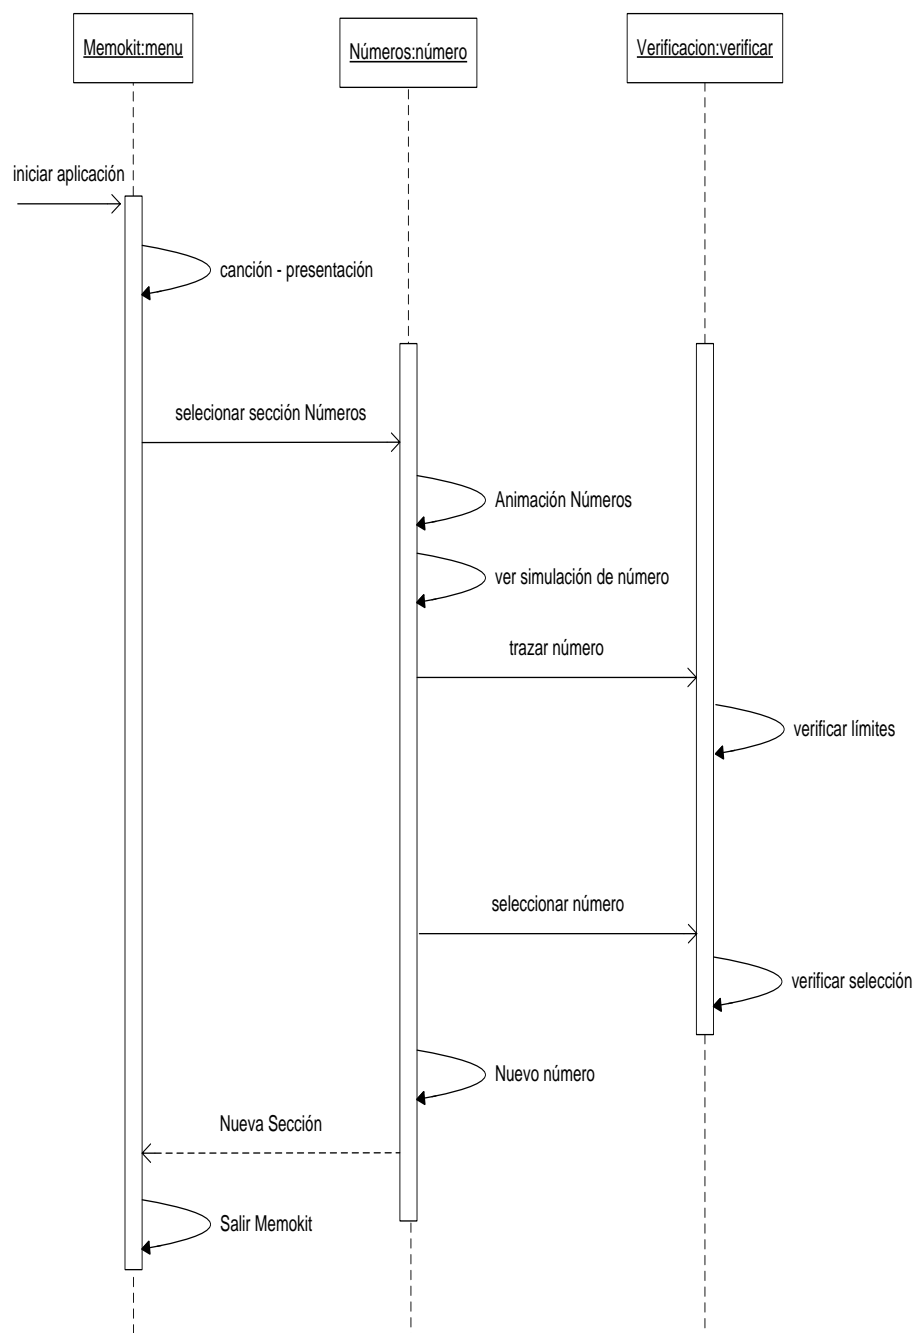 Memokit:menu
Números:número
Verificacion:verificar
iniciar aplicación
canción - presentación
selecionar sección Números
Animación Números
ver simulación de número
trazar número
verificar límites
seleccionar número
verificar selección
Nuevo número
Nueva Sección
Salir Memokit